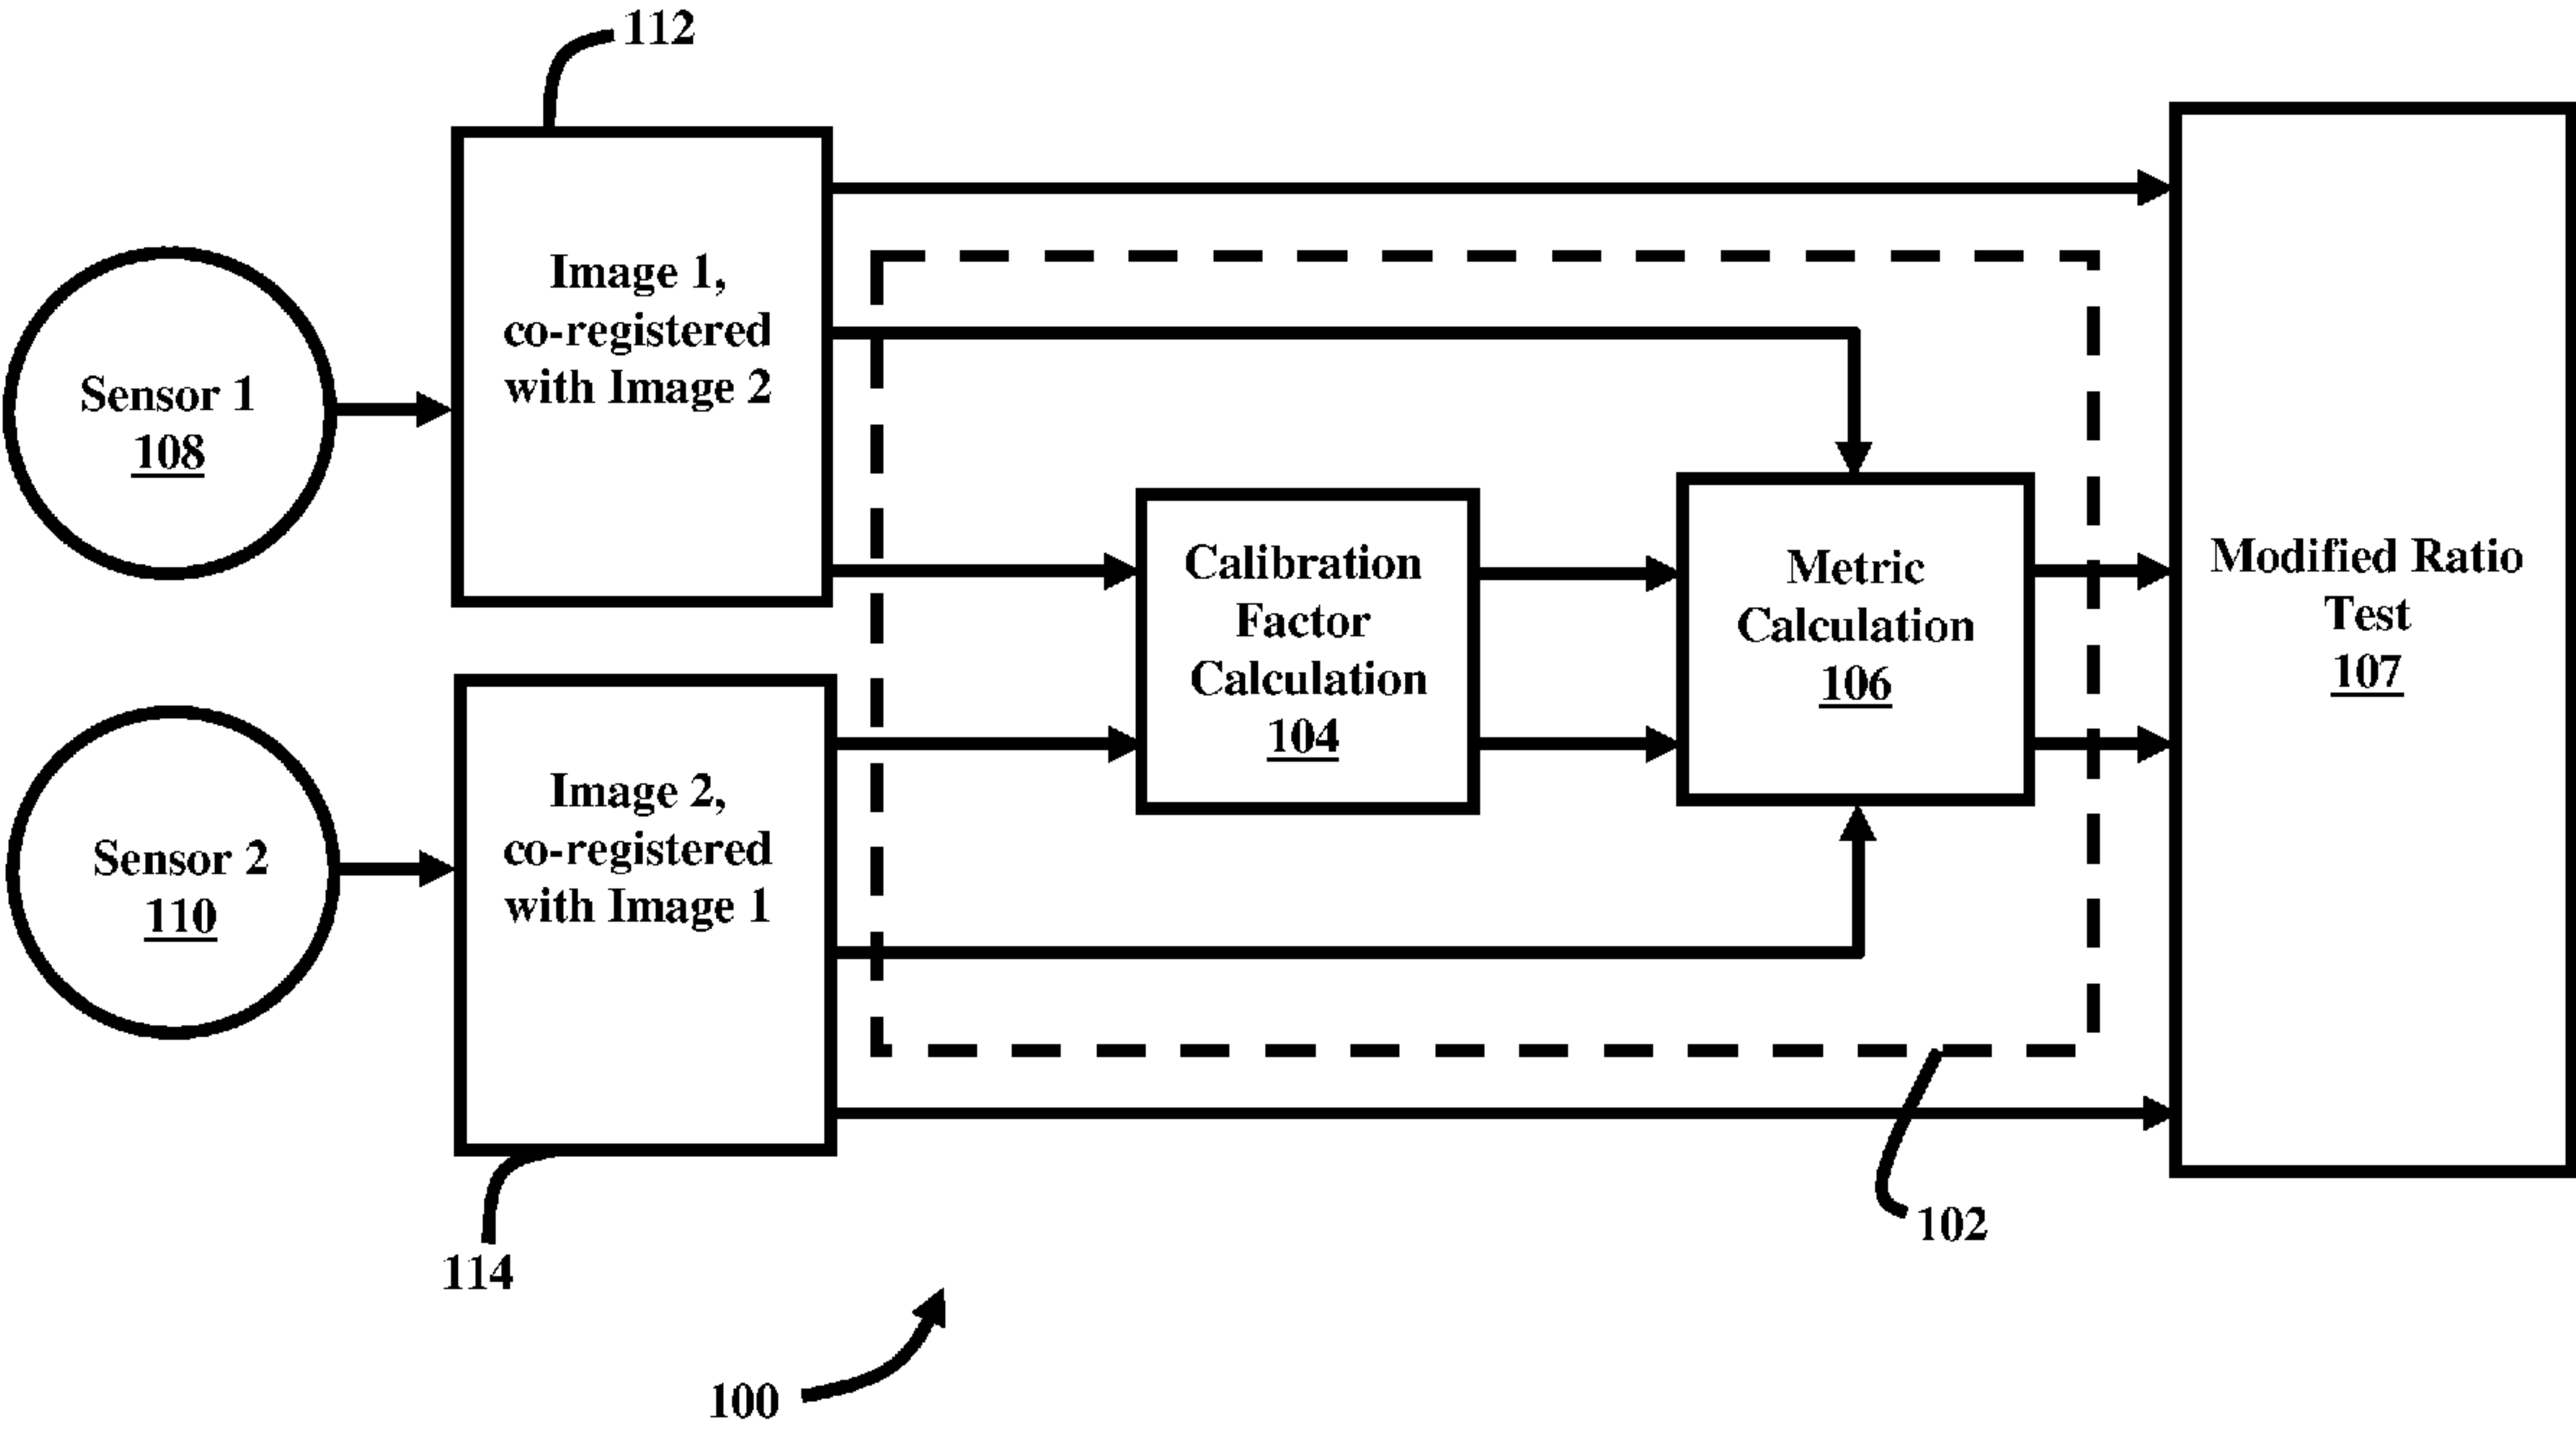 112
Image 1,
co-registered
with Image 2
Sensor 1
108
Calibration
Factor
Calculation
104
Metric
Calculation
106
Modified Ratio
Test
107
Image 2,
co-registered
with Image 1
Sensor 2
110
102
114
100